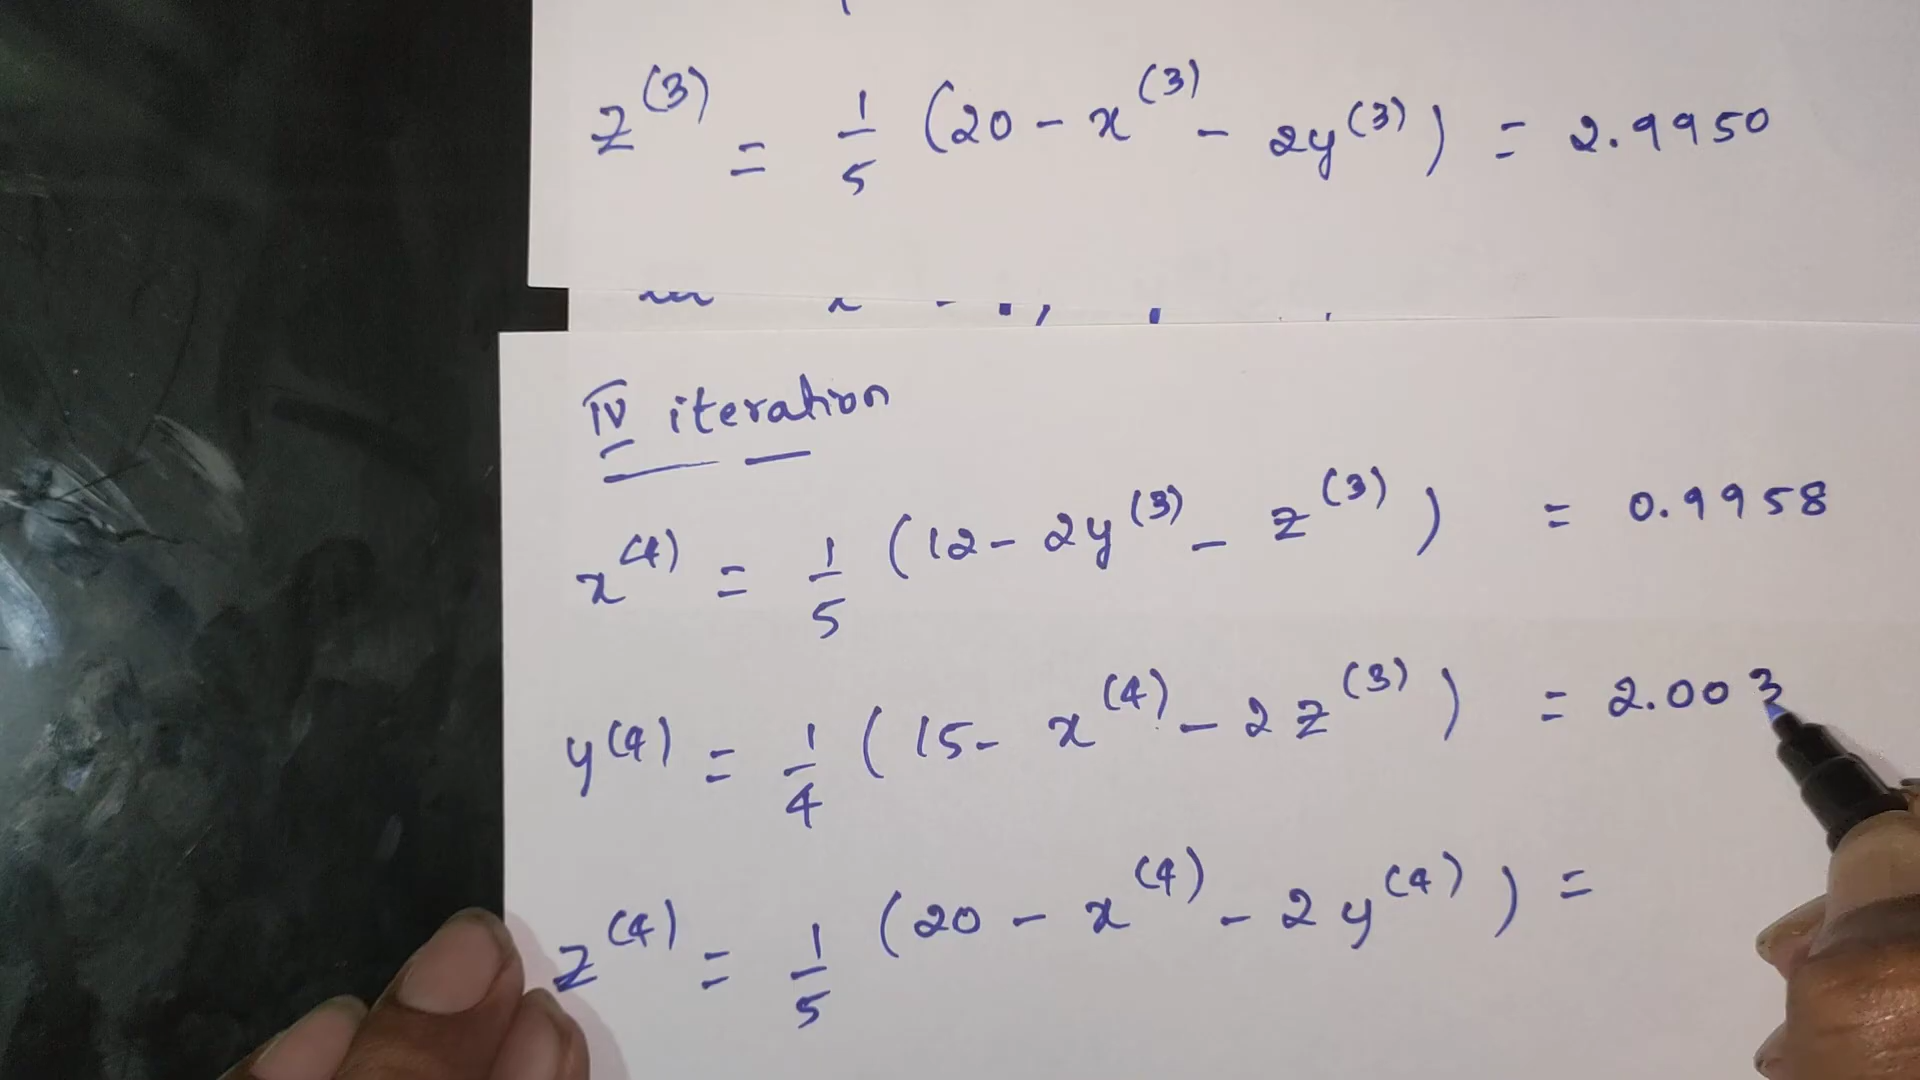 z^(3) = 1/5 (20 - x^(3) - 2y^(3)) = 2.9950
IV iteration
x^(4) = 1/5 (12 - 2y^(3) - z^(3)) = 0.9958
y^(4) = 1/4 (15 - x^(4) - 2z^(3)) = 2.003
z^(4) = 1/5 (20 - x^(4) - 2y^(4)) =